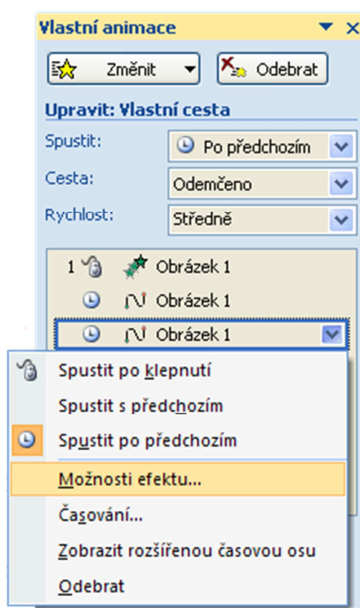 Vlastní animace
Změnit Odebrat
Upravit: Vlastní cesta
Spustit: Po předchozím
Cesta: Odemčeno
Rychlost: Středně
1 Obrázek 1
Obrázek 1
Obrázek 1
Spustit po klepnutí
Spustit s předchozím
Spustit po předchozím
Možnosti efektu...
Časování...
Zobrazit rozšířenou časovou osu
Odebrat